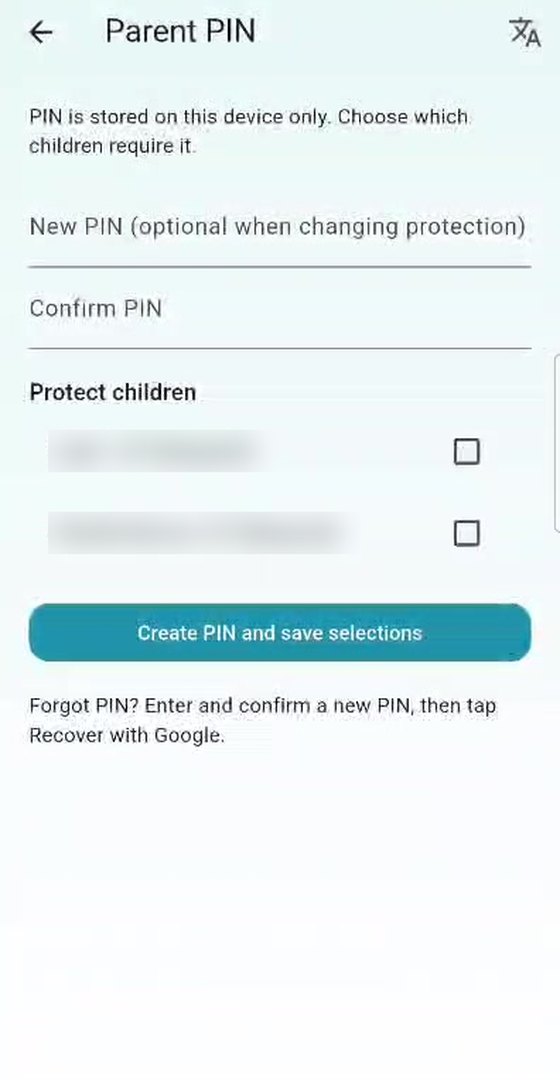 Parent PIN
PIN is stored on this device only. Choose which
children require it.
New PIN (optional when changing protection)
Confirm PIN
Protect children
Create PIN and save selections
Forgot PIN? Enter and confirm a new PIN, then tap
Recover with Google.